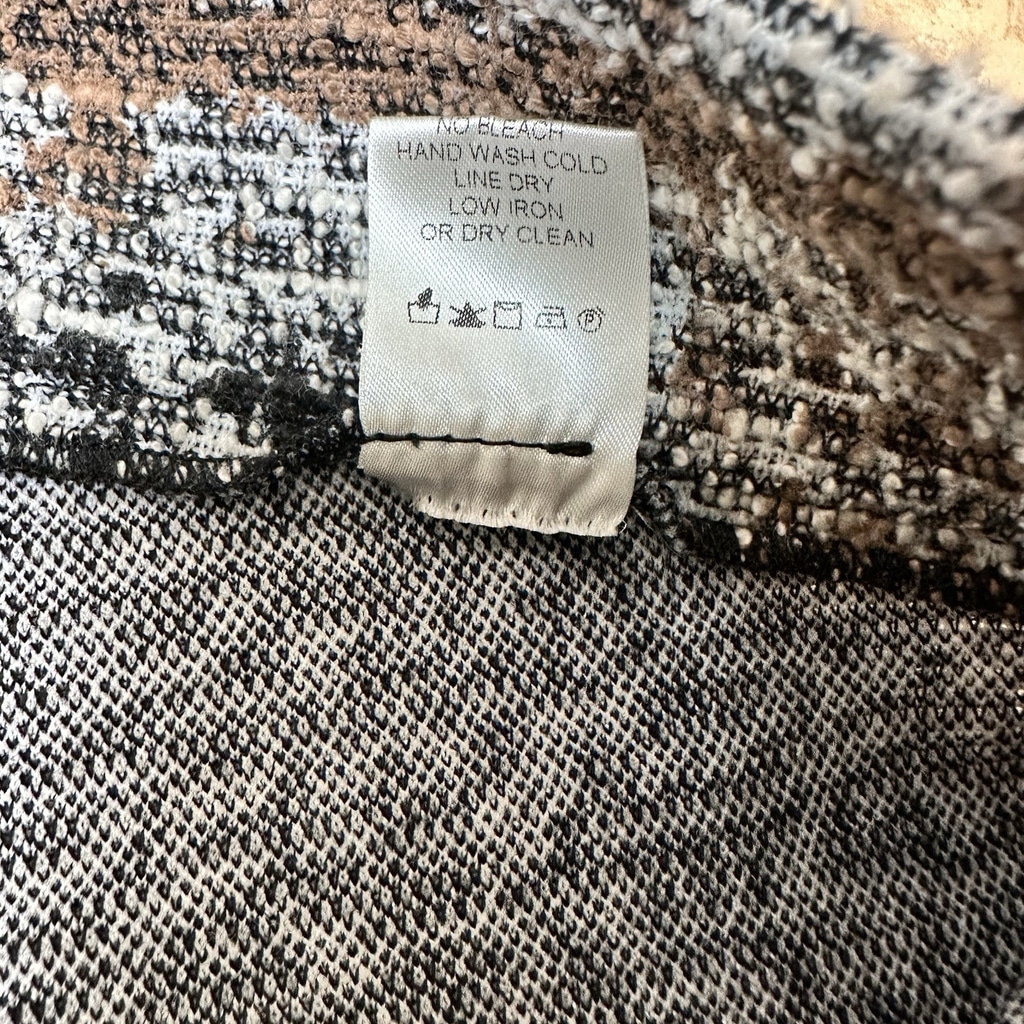 NO BLEACH
HAND WASH COLD
LINE DRY
LOW IRON
OR DRY CLEAN
P